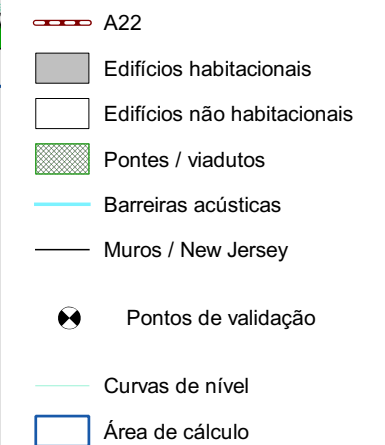 A22
Edifícios habitacionais
Edifícios não habitacionais
Pontes / viadutos
Barreiras acústicas
Muros / New Jersey
Pontos de validação
Curvas de nível
Área de cálculo